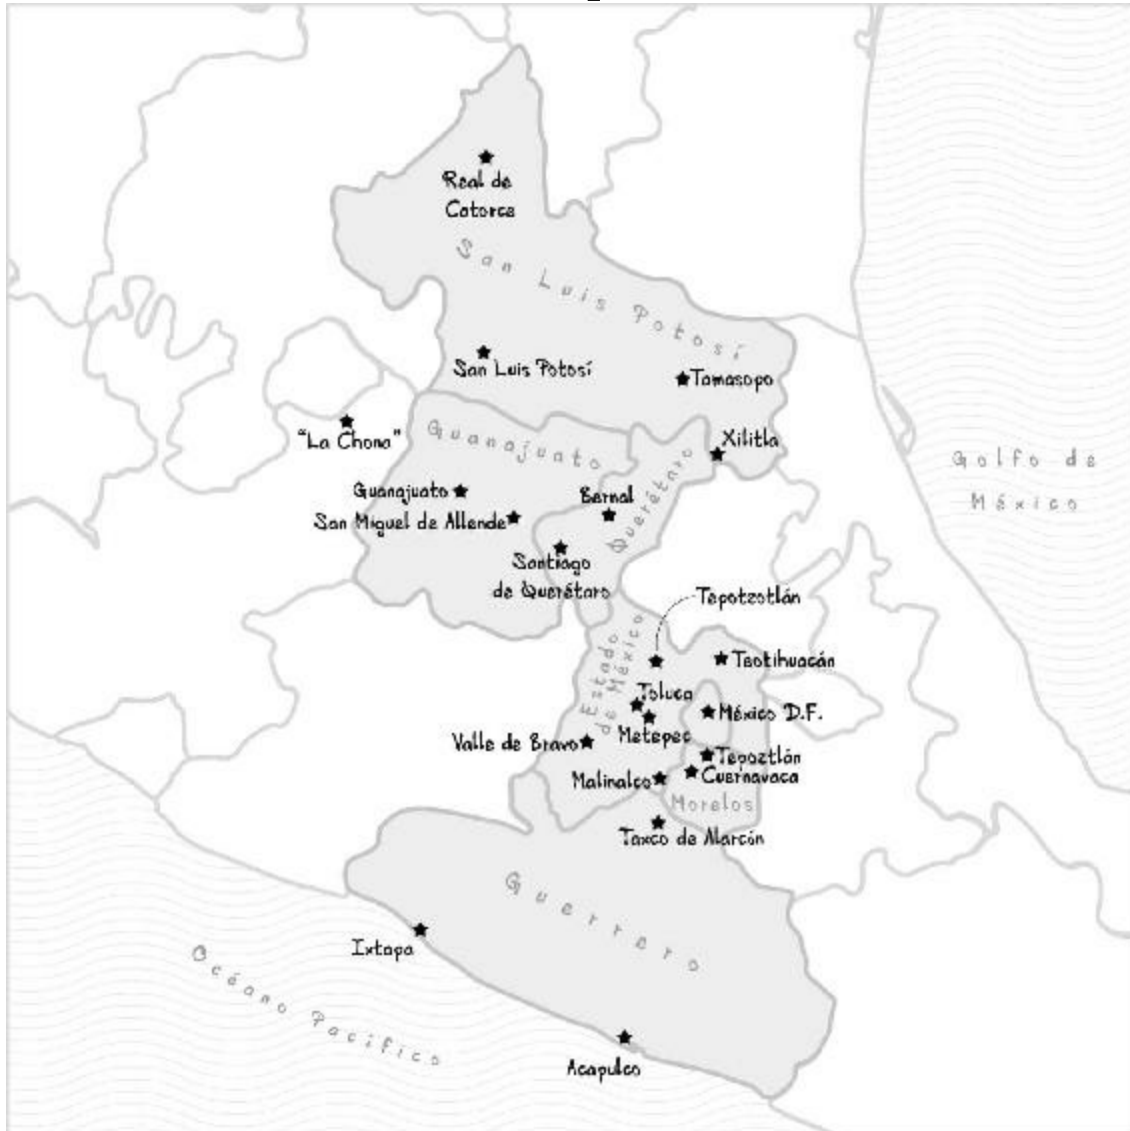 Real de
Catorce
San Luis Potosí
San Luis Potosí
Tamasopo
"La Chona"
Guanajuato
Xilitla
Golfo de
México
Guanajuato
Bernal
Querétaro
San Miguel de Allende
Santiago
de Querétaro
Tepotzotlán
Estado
de México
Teotihuacán
Toluca
México D.F.
Metepec
Valle de Bravo
Tepoztlán
Cuernavaca
Malinalco
Morelos
Taxco de Alarcón
Guerrero
Ixtapa
Océano Pacífico
Acapulco